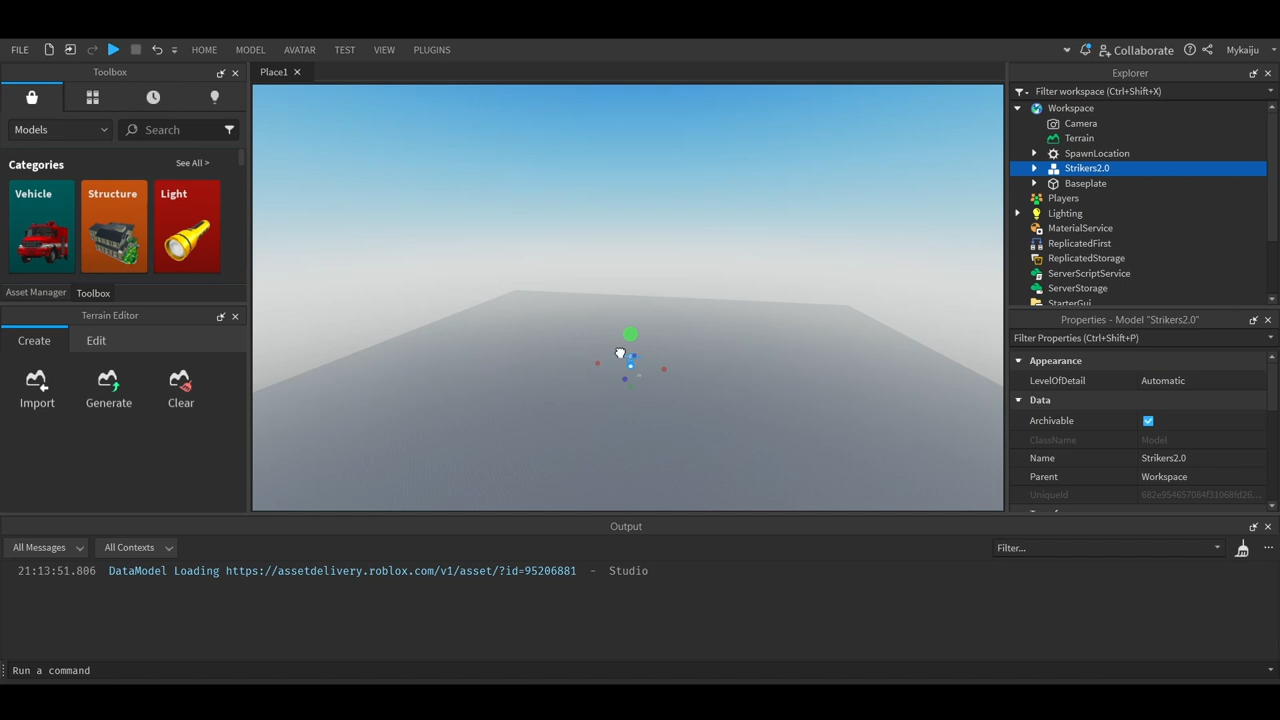 FILE HOME MODEL AVATAR TEST VIEW PLUGINS Collaborate Mykaiju
Toolbox
Models Search
Categories See All >
Vehicle Structure Light
Asset Manager Toolbox
Terrain Editor
Create Edit
Import Generate Clear
Place1
Explorer
Filter workspace (Ctrl+Shift+X)
Workspace
Camera
Terrain
SpawnLocation
Strikers2.0
Baseplate
Players
Lighting
MaterialService
ReplicatedFirst
ReplicatedStorage
ServerScriptService
ServerStorage
StarterGui
Properties - Model "Strikers2.0"
Filter Properties (Ctrl+Shift+P)
Appearance
LevelOfDetail Automatic
Data
Archivable
ClassName Model
Name Strikers2.0
Parent Workspace
UniqueId 682e954657084f31068fd26...
Output
All Messages All Contexts Filter...
21:13:51.806 DataModel Loading https://assetdelivery.roblox.com/v1/asset/?id=95206881 - Studio
Run a command